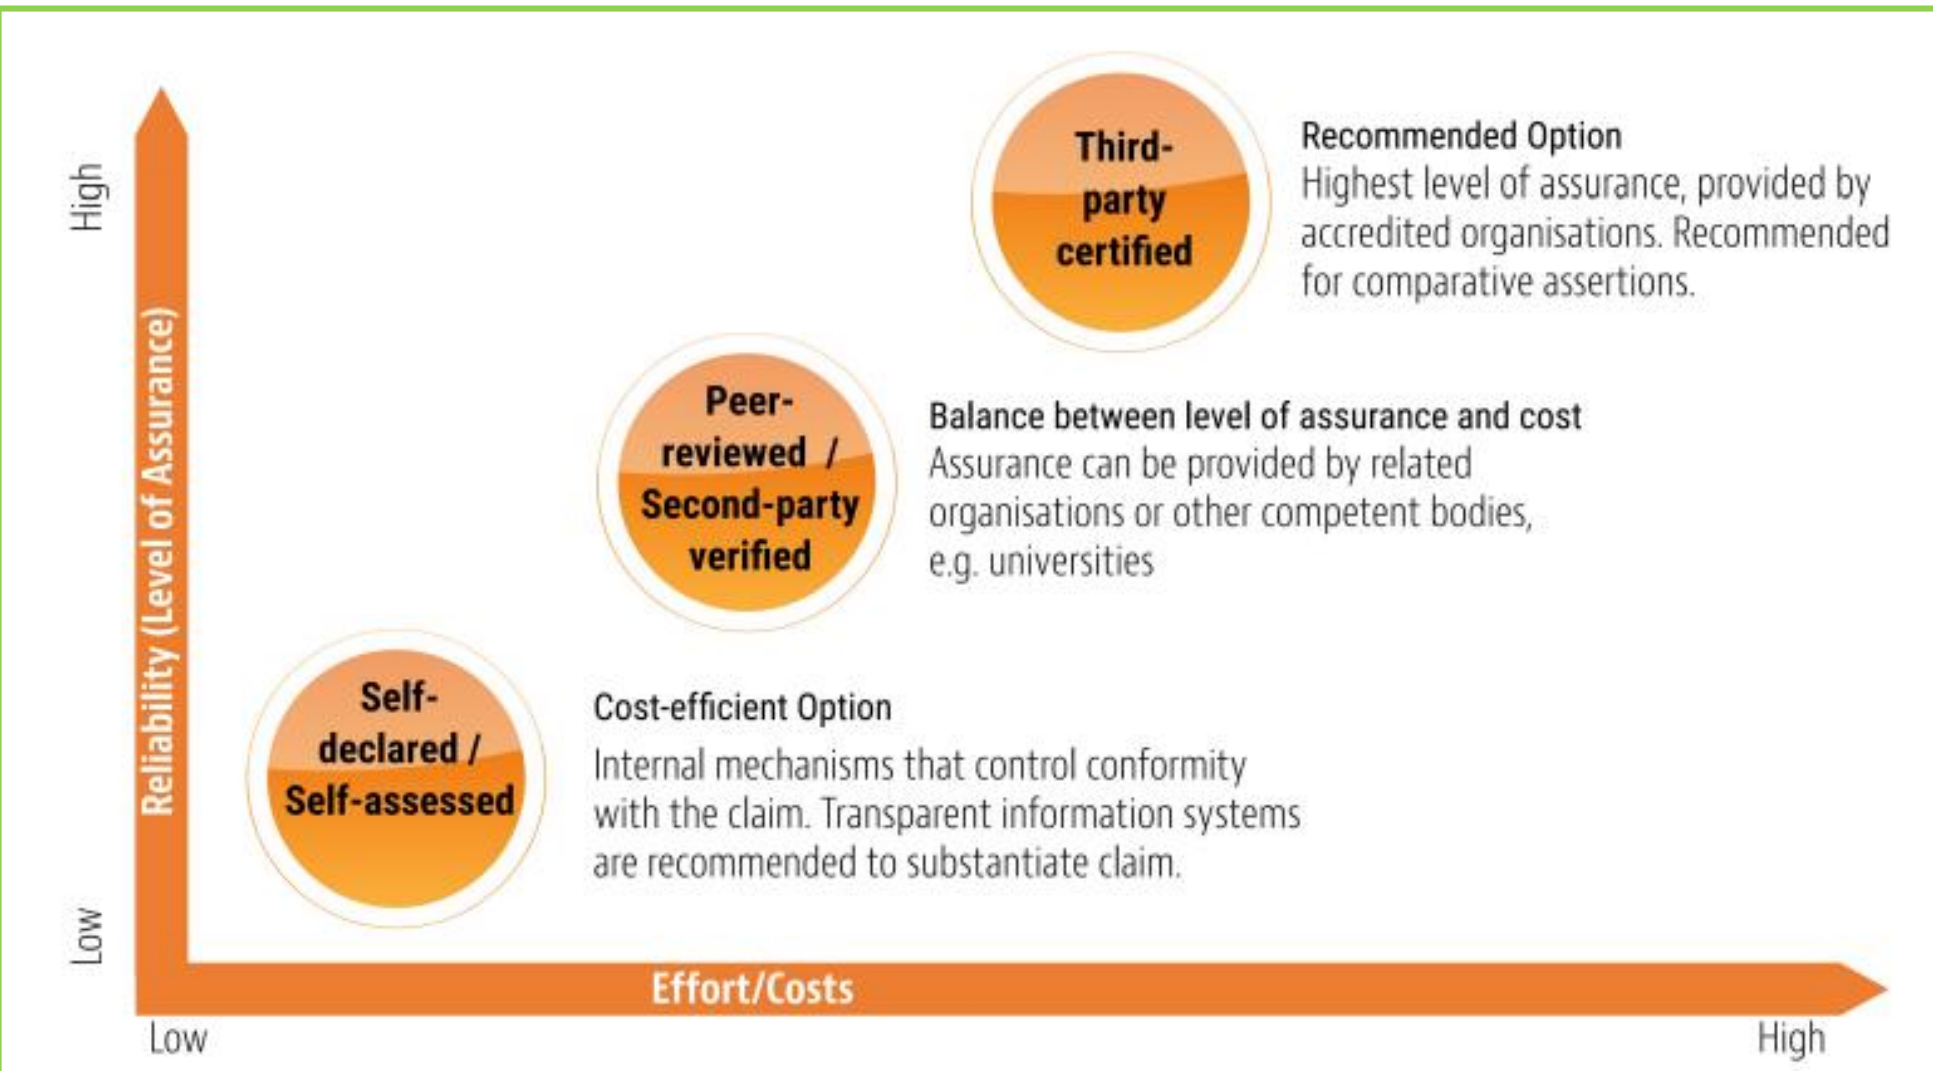 High
Reliability (Level of Assurance)
Low
Third-
party
certified
Recommended Option
Highest level of assurance, provided by
accredited organisations. Recommended
for comparative assertions.
Peer-
reviewed /
Second-party
verified
Balance between level of assurance and cost
Assurance can be provided by related
organisations or other competent bodies,
e.g. universities
Self-
declared /
Self-assessed
Cost-efficient Option
Internal mechanisms that control conformity
with the claim. Transparent information systems
are recommended to substantiate claim.
Effort/Costs
Low
High